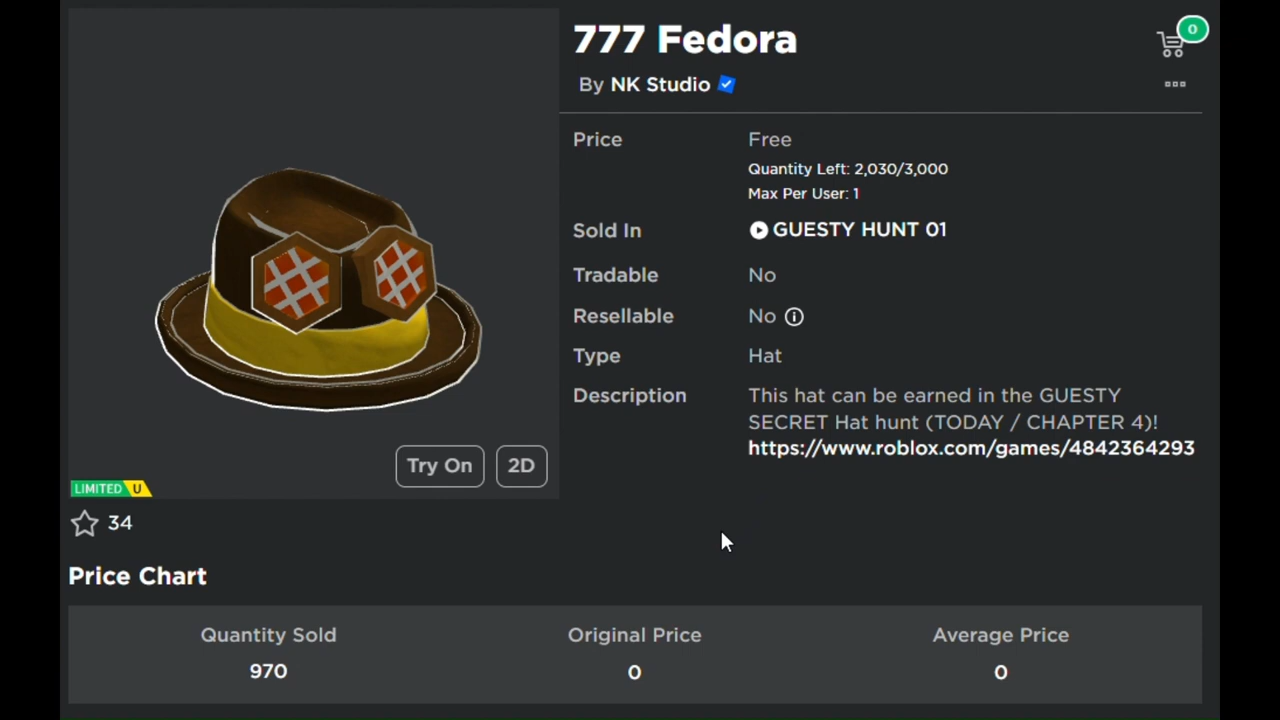 777 Fedora
0
By NK Studio
Price Free
Quantity Left: 2,030/3,000
Max Per User: 1
Sold In GUESTY HUNT 01
Tradable No
Resellable No
Type Hat
Description This hat can be earned in the GUESTY
SECRET Hat hunt (TODAY / CHAPTER 4)!
https://www.roblox.com/games/4842364293
Try On 2D
LIMITED U
34
Price Chart
Quantity Sold Original Price Average Price
970 0 0